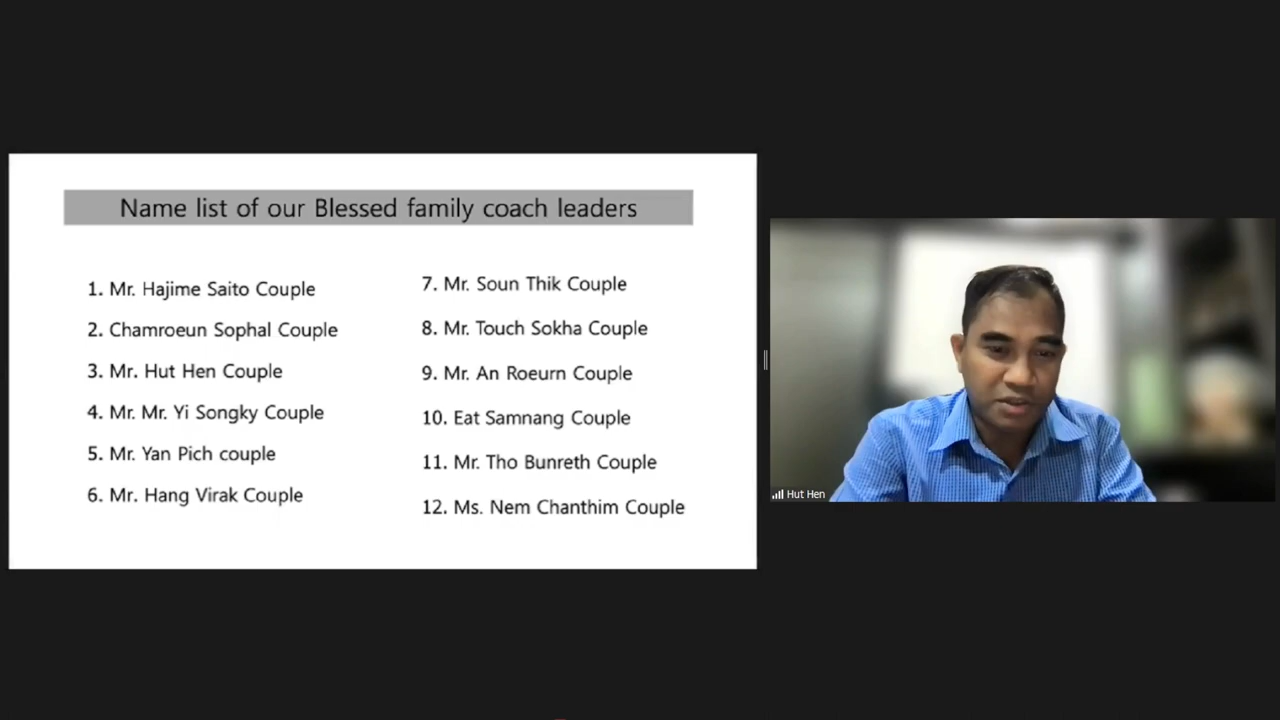 Name list of our Blessed family coach leaders
1. Mr. Hajime Saito Couple
2. Chamroeun Sophal Couple
3. Mr. Hut Hen Couple
4. Mr. Mr. Yi Songky Couple
5. Mr. Yan Pich couple
6. Mr. Hang Virak Couple
7. Mr. Soun Thik Couple
8. Mr. Touch Sokha Couple
9. Mr. An Roeurn Couple
10. Eat Samnang Couple
11. Mr. Tho Bunreth Couple
12. Ms. Nem Chanthim Couple
Hut Hen